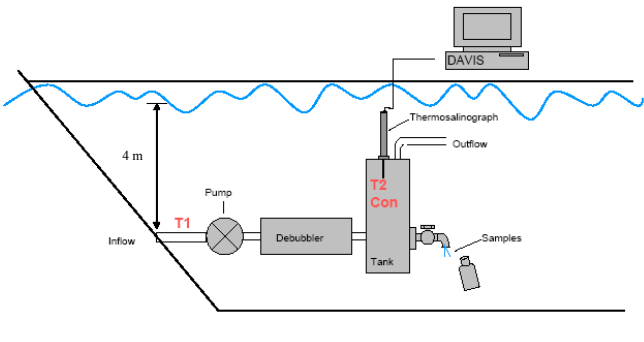 DAVIS
Thermosalinograph
Outflow
4 m
T2
Con
Pump
T1
Inflow
Debubbler
Samples
Tank